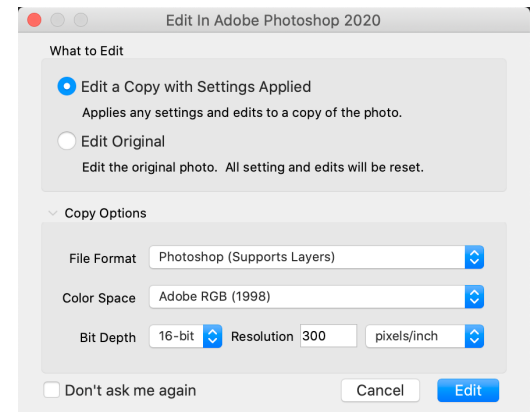 Edit In Adobe Photoshop 2020
What to Edit
Edit a Copy with Settings Applied
Applies any settings and edits to a copy of the photo.
Edit Original
Edit the original photo.  All setting and edits will be reset.
Copy Options
File Format Photoshop (Supports Layers)
Color Space Adobe RGB (1998)
Bit Depth 16-bit Resolution 300 pixels/inch
Don't ask me again Cancel Edit